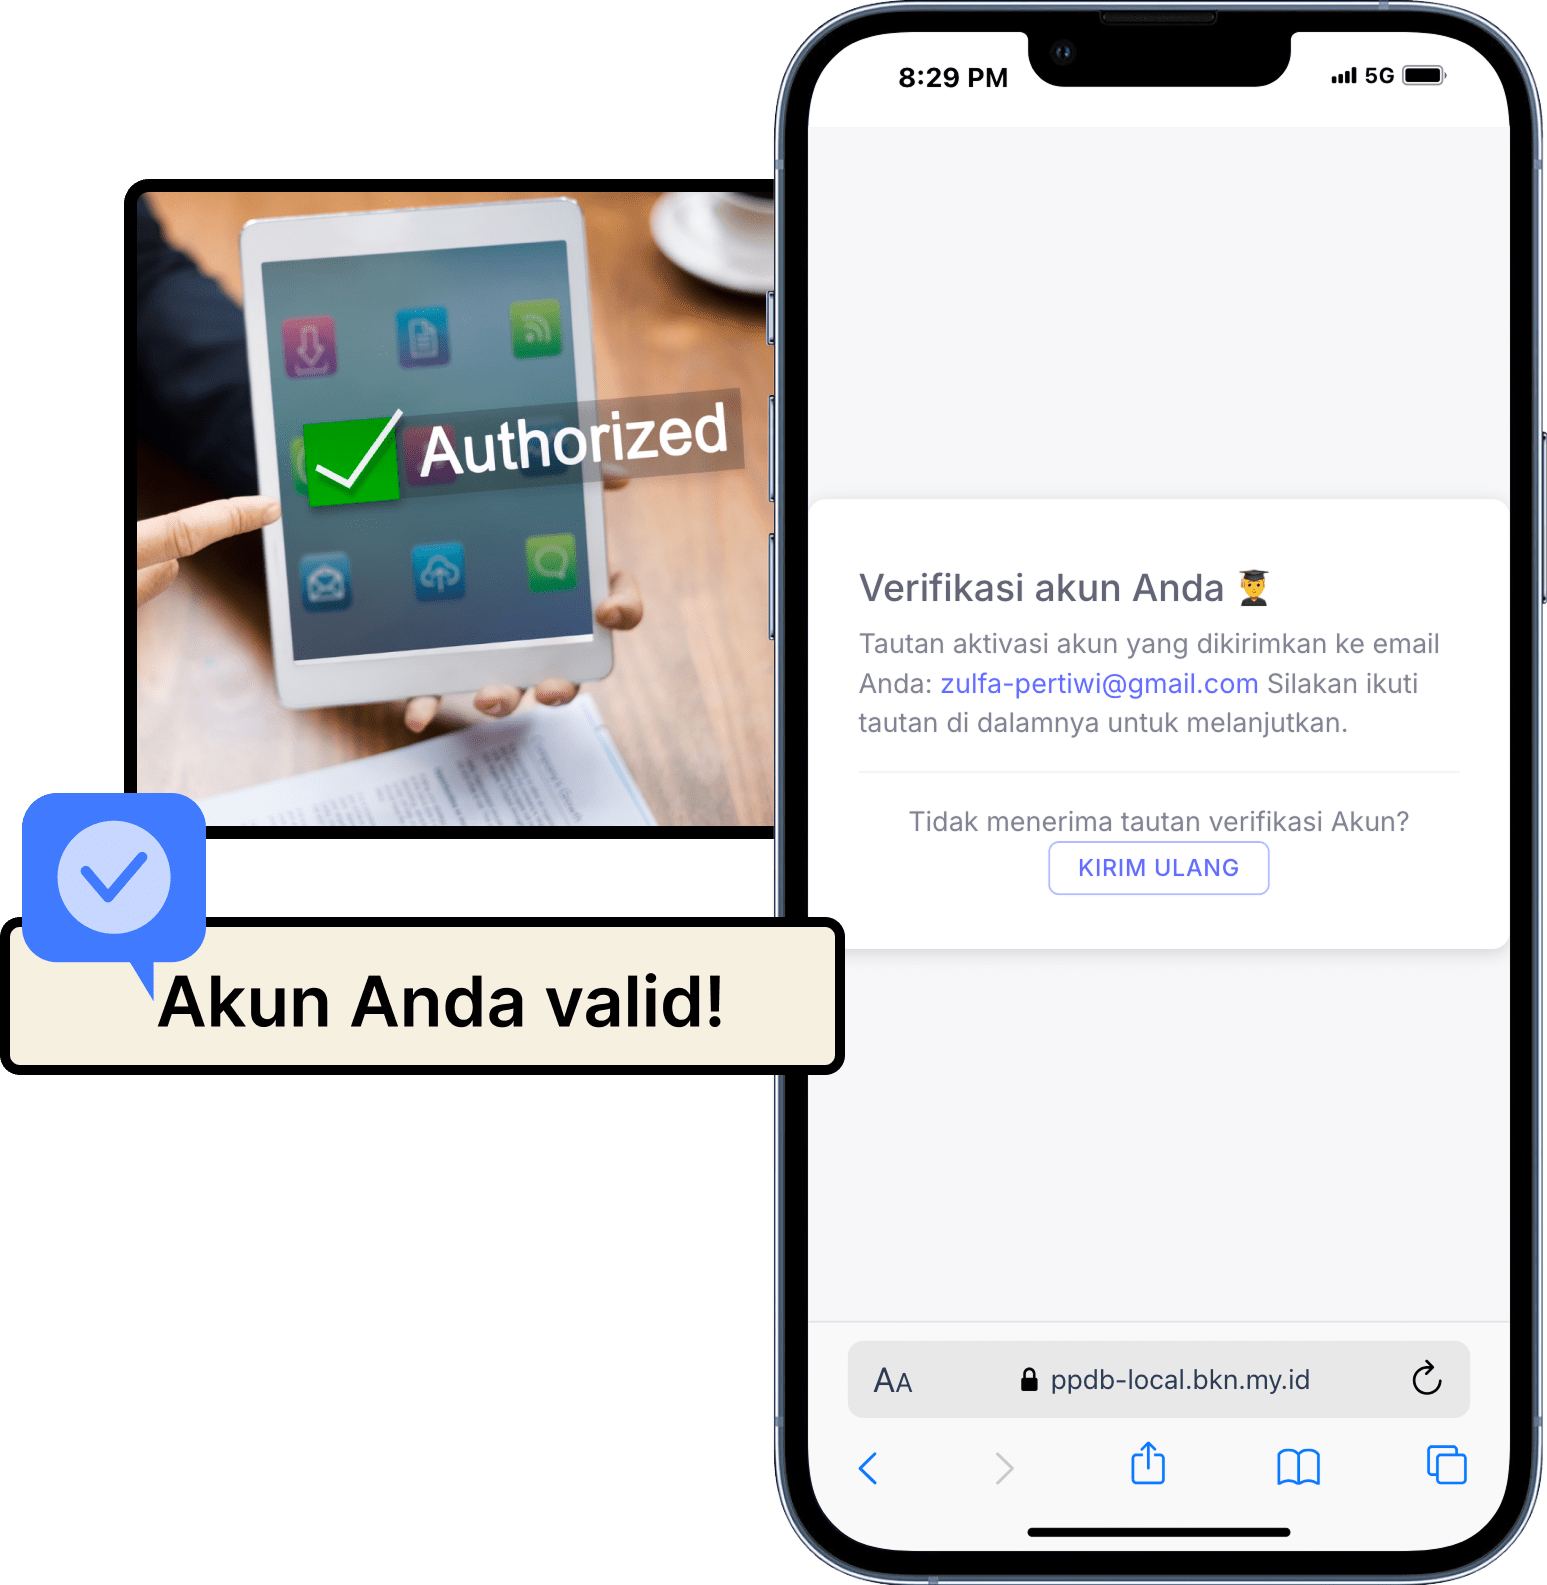 8:29 PM
5G
Authorized
Verifikasi akun Anda
Tautan aktivasi akun yang dikirimkan ke email
Anda: zulfa-pertiwi@gmail.com Silakan ikuti
tautan di dalamnya untuk melanjutkan.
Tidak menerima tautan verifikasi Akun?
KIRIM ULANG
Akun Anda valid!
AA
ppdb-local.bkn.my.id